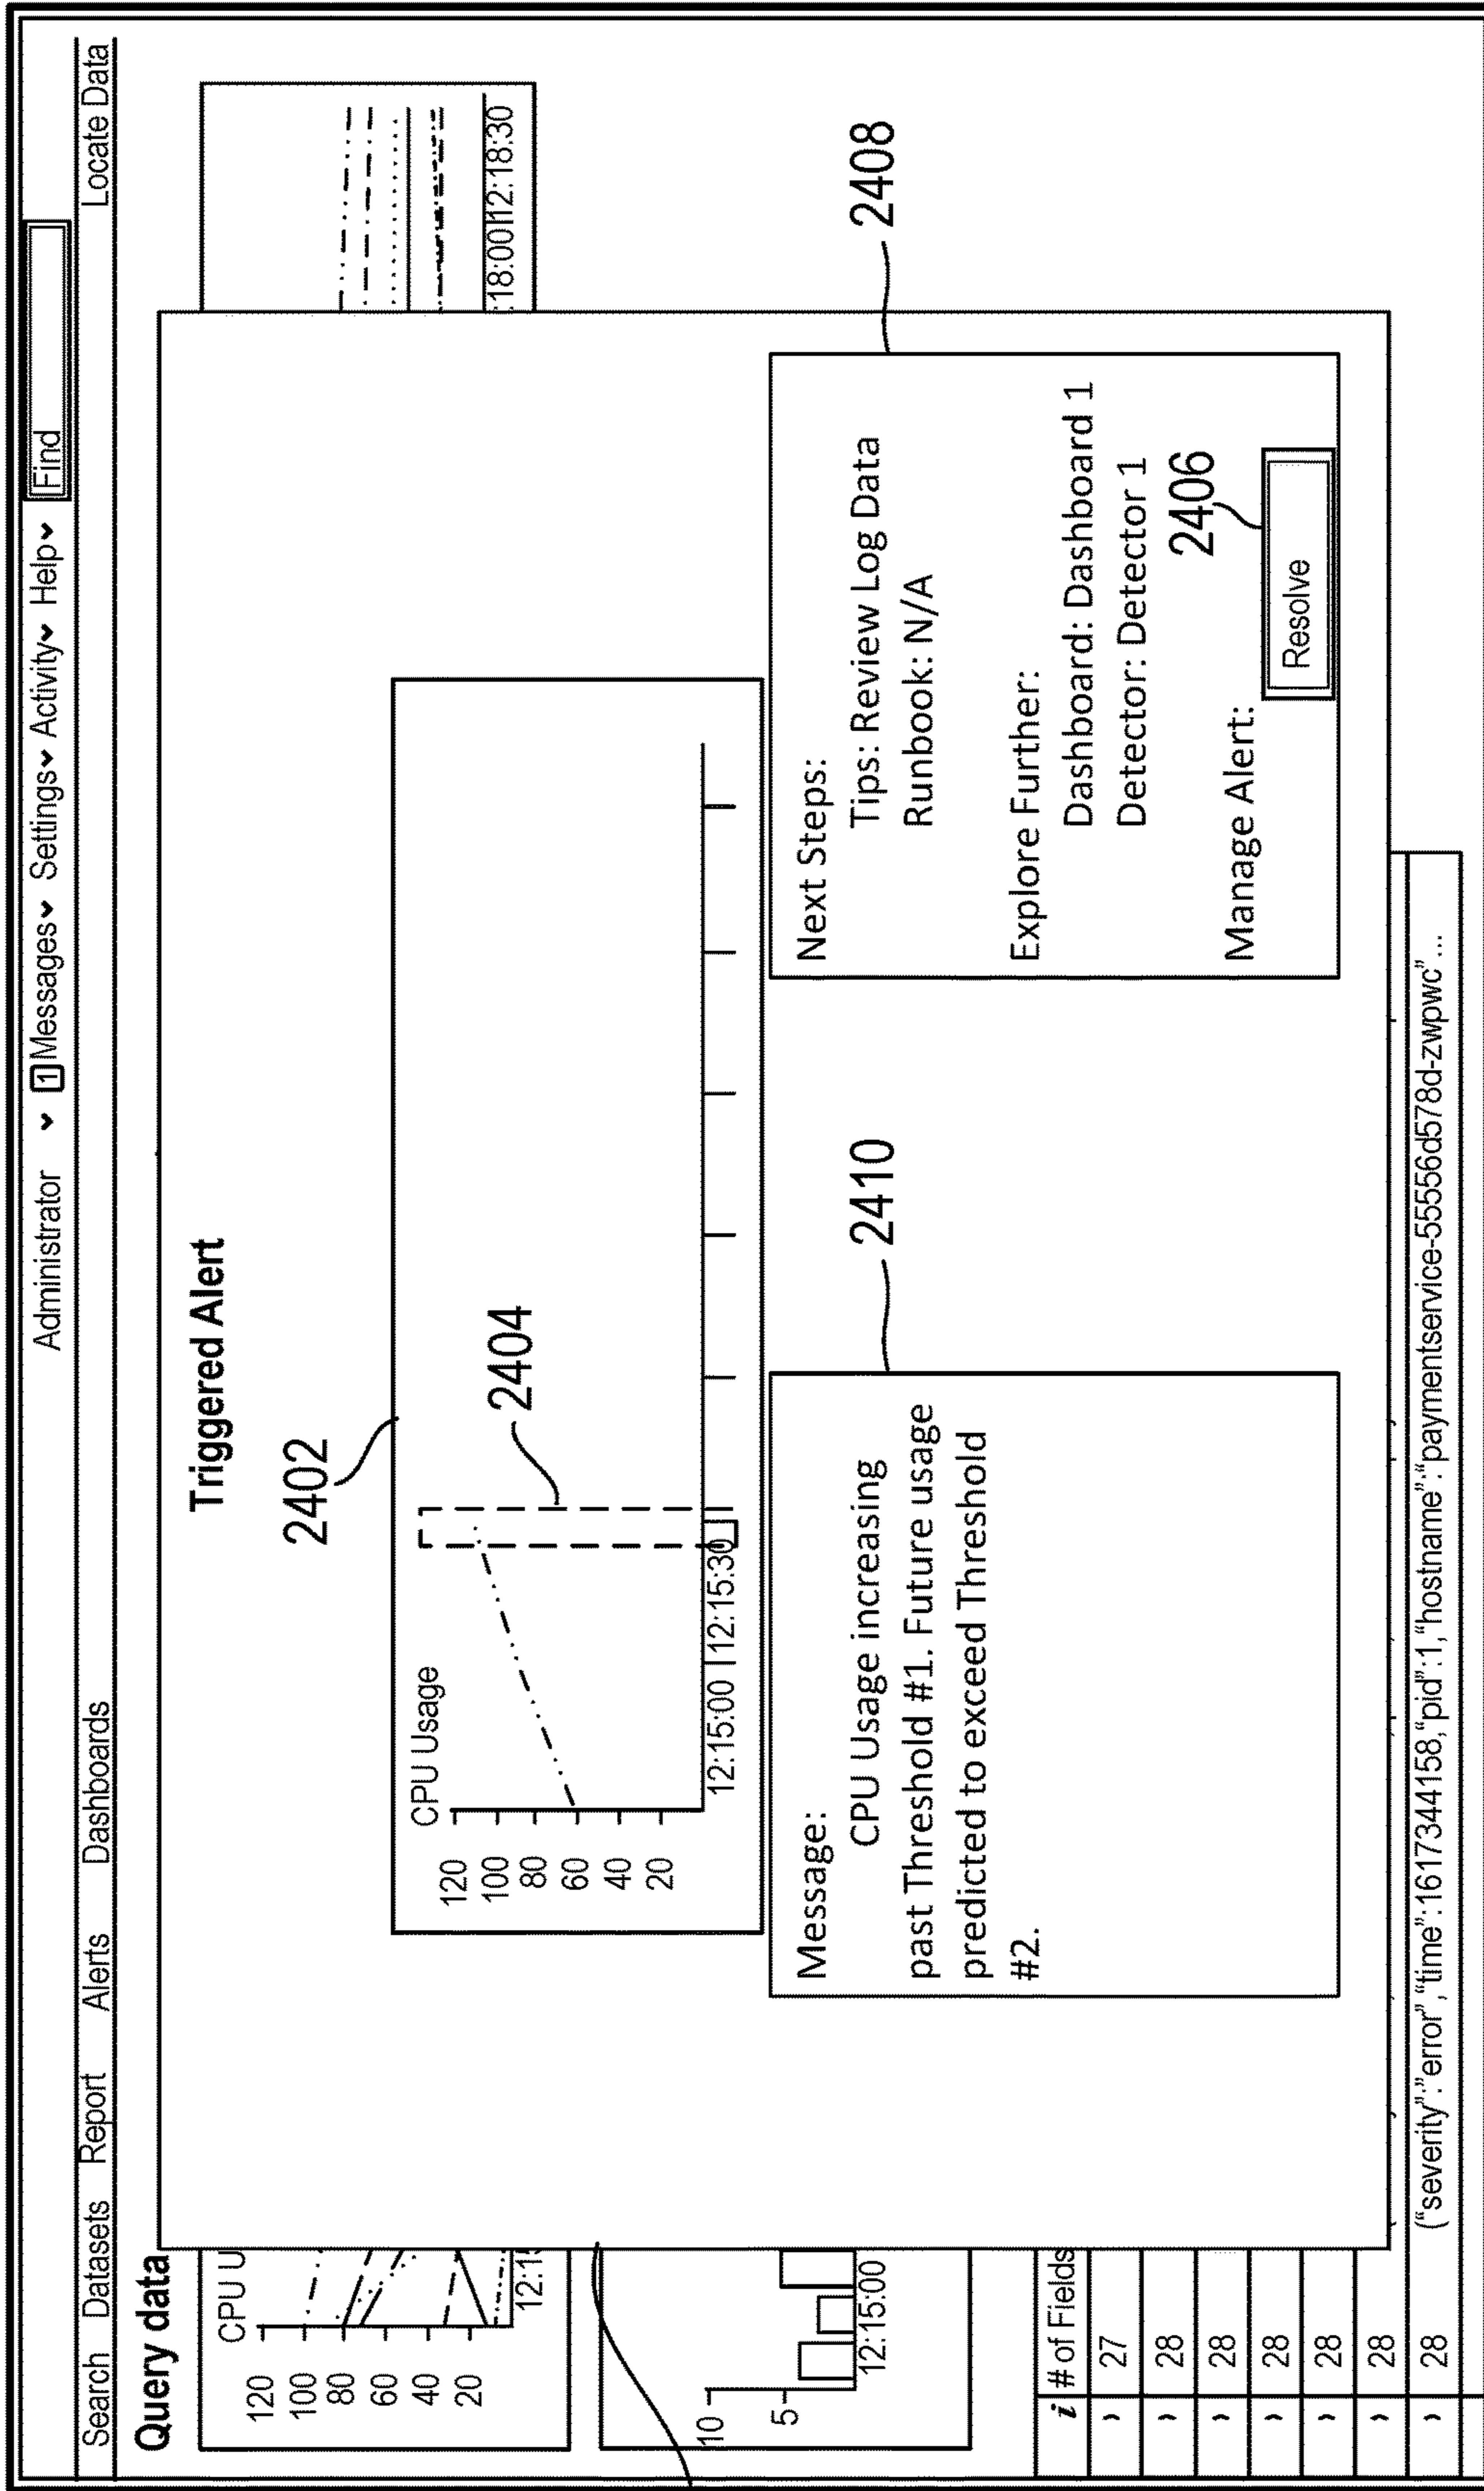 Administrator 1 Messages Settings Activity Help Find
Search Datasets Report Alerts Dashboards Locate Data
Query data
CPU U
120
100
80
60
40
20
12:15
:18:00 12:18:30
10
5
12:15:00
Triggered Alert
2402
2404
CPU Usage
120
100
80
60
40
20
12:15:00 12:15:30
2410
Message:
CPU Usage increasing
past Threshold #1. Future usage
predicted to exceed Threshold
#2.
2408
Next Steps:
Tips: Review Log Data
Runbook: N/A
Explore Further:
Dashboard: Dashboard 1
Detector: Detector 1
2406
Manage Alert:
Resolve
i # of Fields
27
28
28
28
28
28
28 ("severity":"error","time":1617344158,"pid":1,"hostname":"paymentservice-55556d578d-zwpwc"...